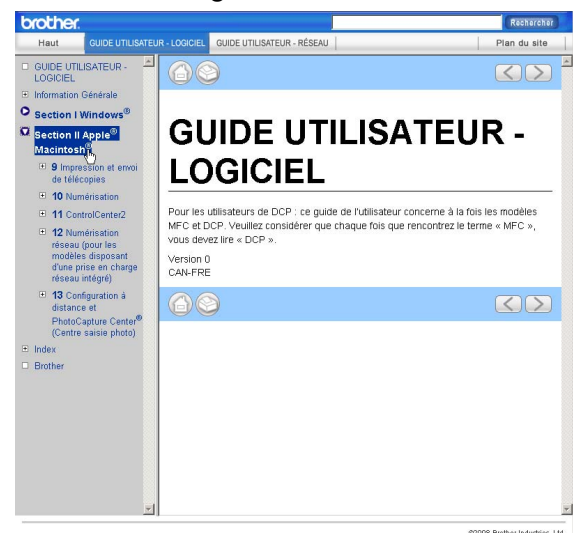 brother.
Rechercher
Haut
GUIDE UTILISATEUR - LOGICIEL
GUIDE UTILISATEUR - RÉSEAU
Plan du site
GUIDE UTILISATEUR -
LOGICIEL
Information Générale
Section I Windows®
Section II Apple®
Macintosh®
9 Impression et envoi
de télécopies
10 Numérisation
11 ControlCenter2
12 Numérisation
réseau (pour les
modèles disposant
d'une prise en charge
réseau intégré)
13 Configuration à
distance et
PhotoCapture Center®
(Centre saisie photo)
Index
Brother
GUIDE UTILISATEUR -
LOGICIEL
Pour les utilisateurs de DCP : ce guide de l'utilisateur concerne à la fois les modèles
MFC et DCP. Veuillez considérer que chaque fois que rencontrez le terme « MFC »,
vous devez lire « DCP ».
Version 0
CAN-FRE
©2008 Brother Industries, Ltd.